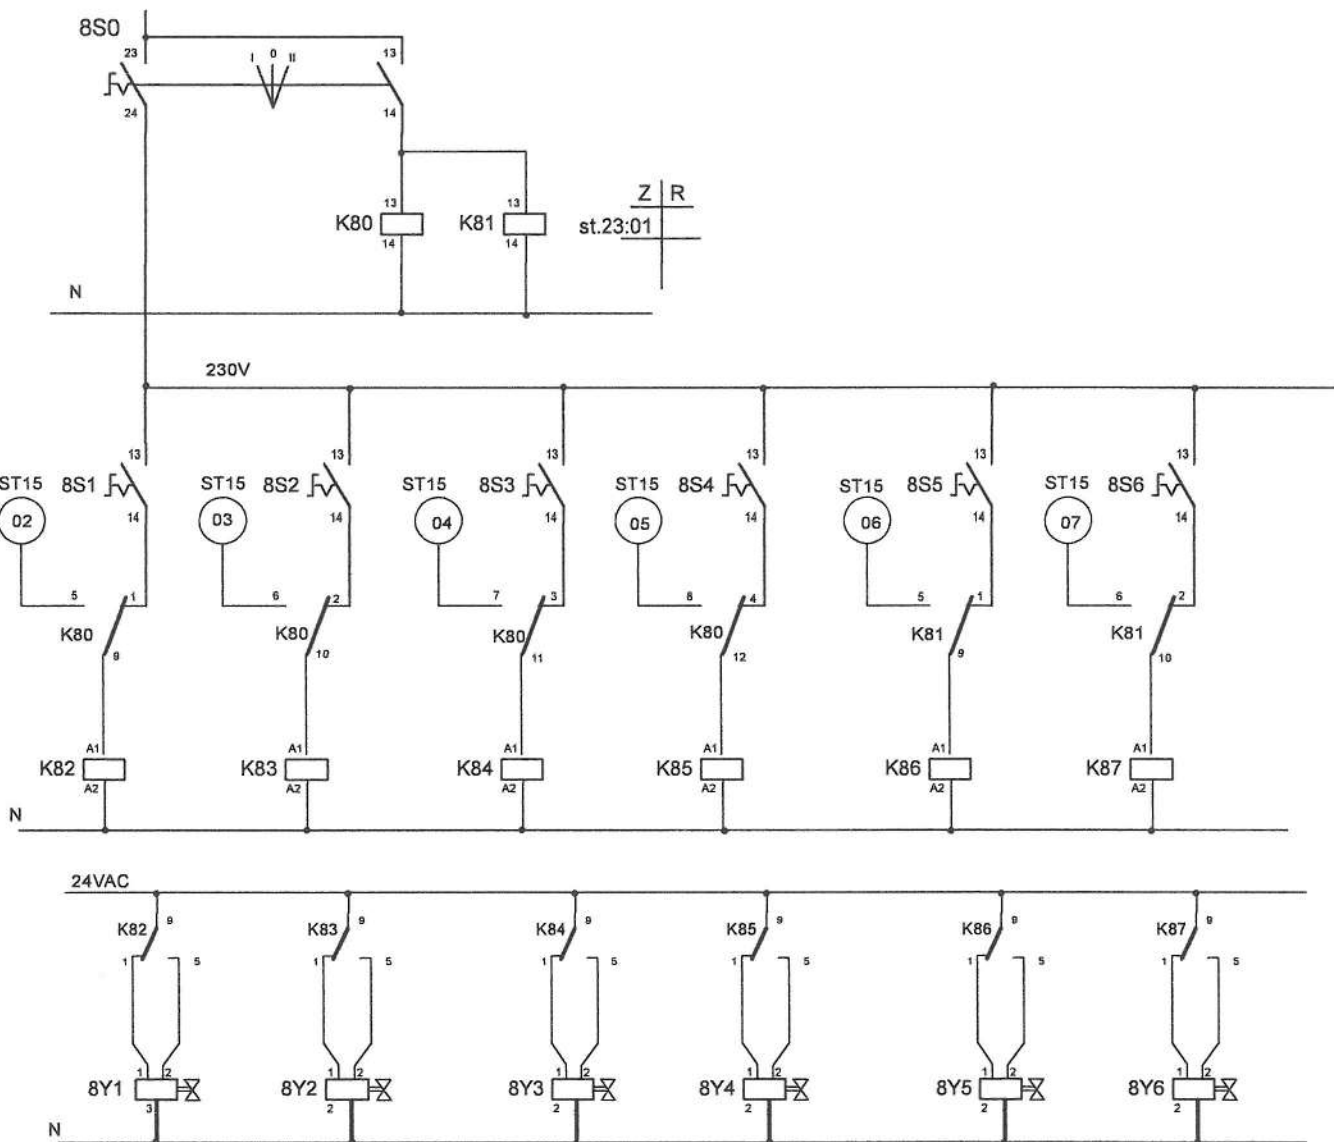 8S0
23
I 0 II
13
24
14
13
13
Z R
K80
K81
st.23:01
14
14
N
230V
13 13 13 13 13 13
ST15 8S1 ST15 8S2 ST15 8S3 ST15 8S4 ST15 8S5 ST15 8S6
02 14 03 14 04 14 05 14 06 14 07 14
5 1 6 2 7 3 8 4 5 1 6 2
K80 K80 K80 K80 K81 K81
9 10 11 12 9 10
A1 A1 A1 A1 A1 A1
K82 K83 K84 K85 K86 K87
A2 A2 A2 A2 A2 A2
N
24VAC
K82 9 K83 9 K84 9 K85 9 K86 9 K87 9
1 5 1 5 1 5 1 5 1 5 1 5
1 2 1 2 1 2 1 2 1 2 1 2
8Y1 8Y2 8Y3 8Y4 8Y5 8Y6
3 2 2 2 2 2
N